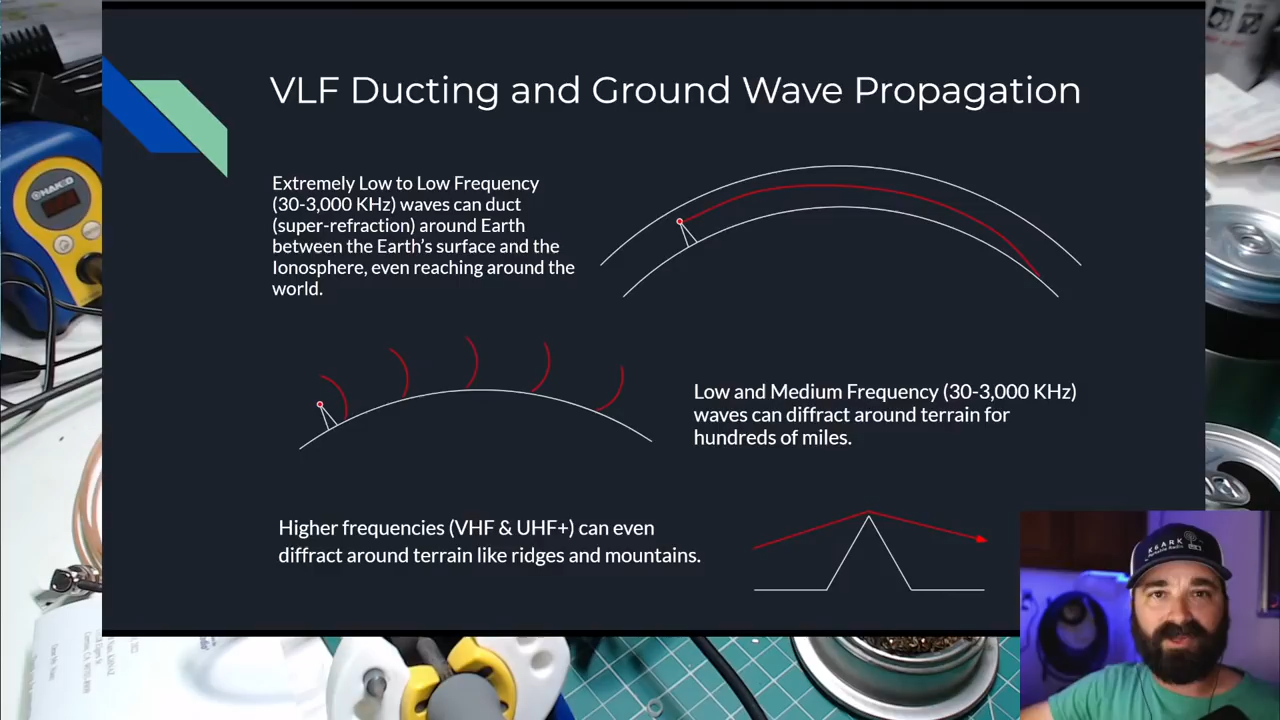 VLF Ducting and Ground Wave Propagation
HAKKO
Extremely Low to Low Frequency
(30-3,000 KHz) waves can duct
(super-refraction) around Earth
between the Earth's surface and the
Ionosphere, even reaching around the
world.
Low and Medium Frequency (30-3,000 KHz)
waves can diffract around terrain for
hundreds of miles.
Higher frequencies (VHF & UHF+) can even
diffract around terrain like ridges and mountains.
K6ARK
Portable Radio